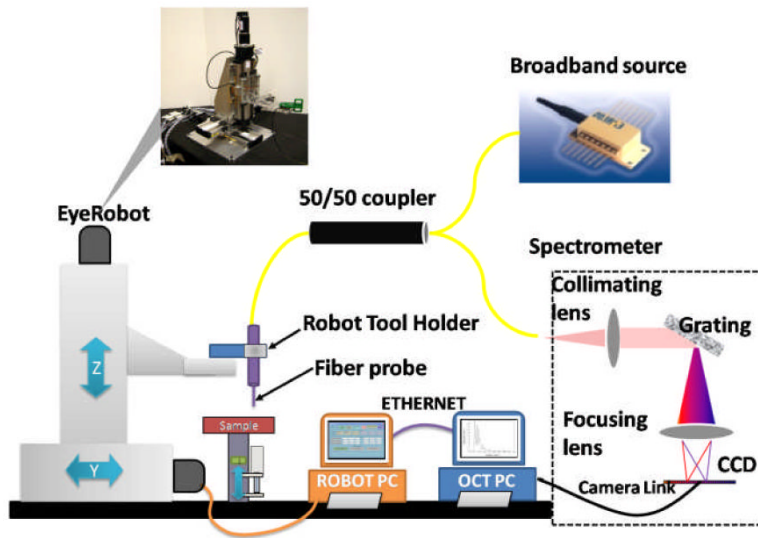 Broadband source
50/50 coupler
EyeRobot
Spectrometer
Collimating
lens
Grating
Robot Tool Holder
Z
Fiber probe
ETHERNET
Focusing
lens
Sample
Y
ROBOT PC
OCT PC
Camera Link
CCD